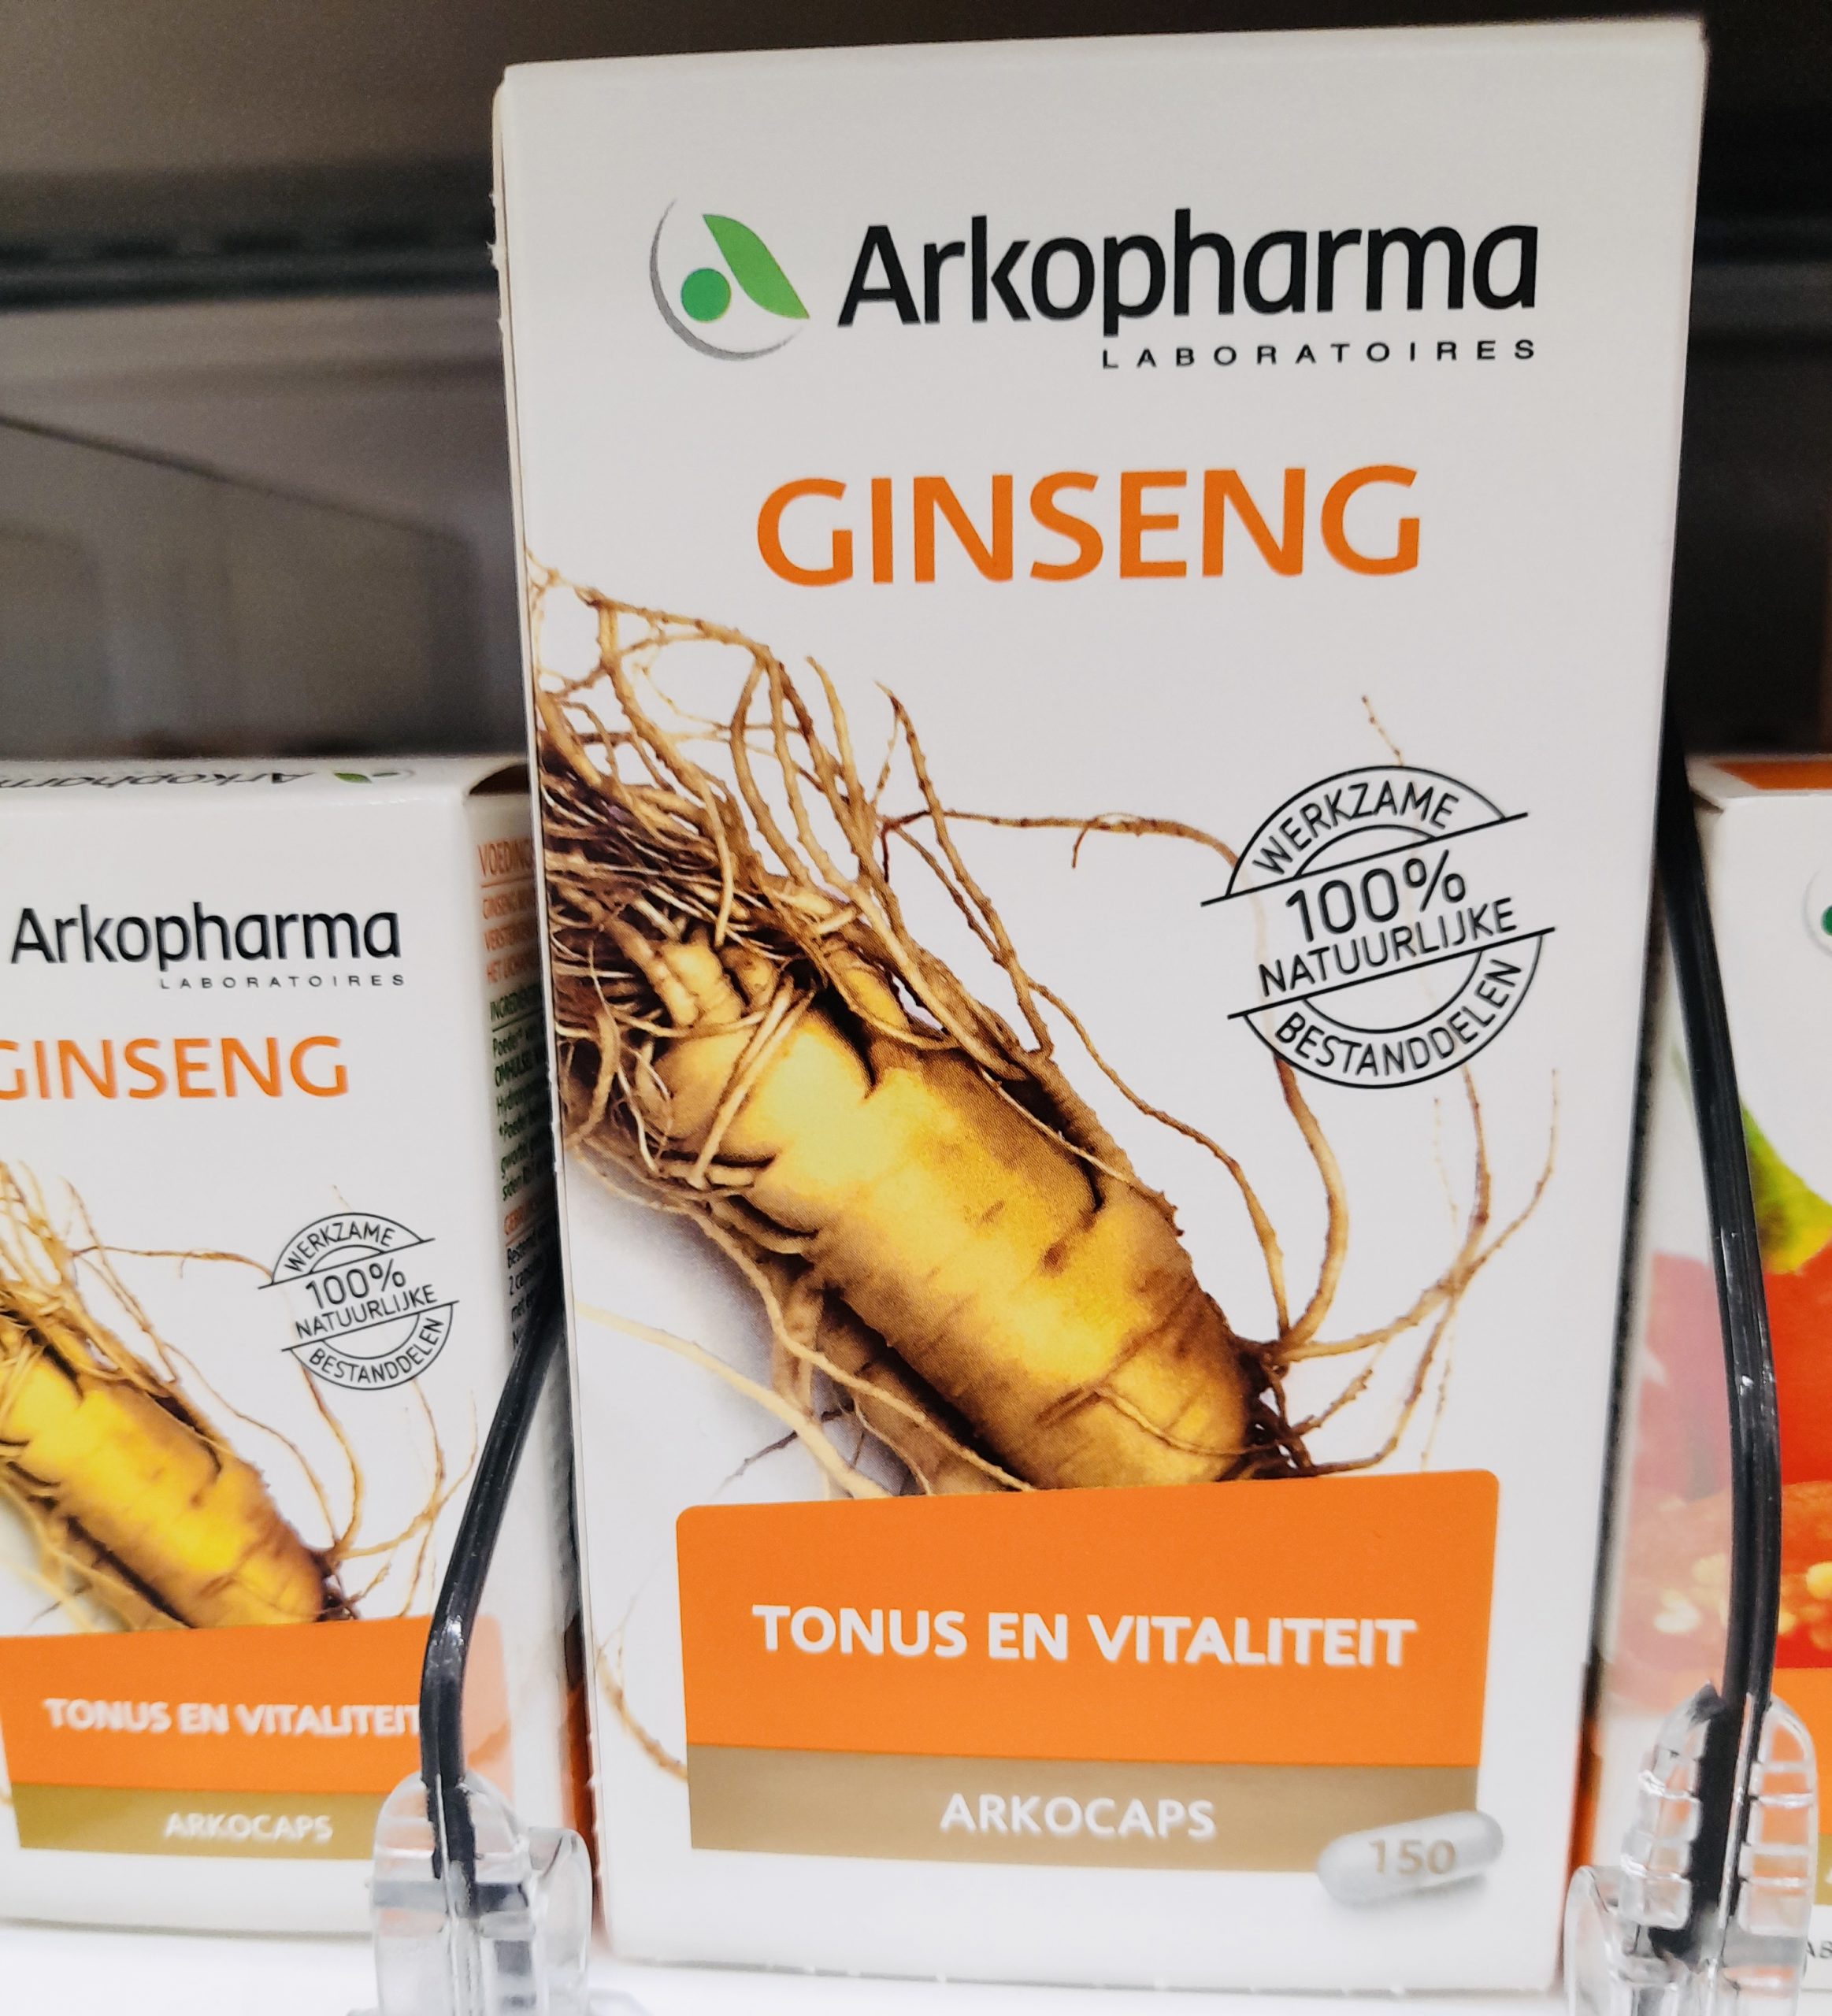 Arkopharma
LABORATOIRES
GINSENG
WERKZAME
100%
NATUURLIJKE
BESTANDDELEN
TONUS EN VITALITEIT
ARKOCAPS
150
Arkopharma
Arkopharma
LABORATOIRES
GINSENG
WERKZAME
100%
NATUURLIJKE
BESTANDDELEN
TONUS EN VITALITEIT
ARKOCAPS